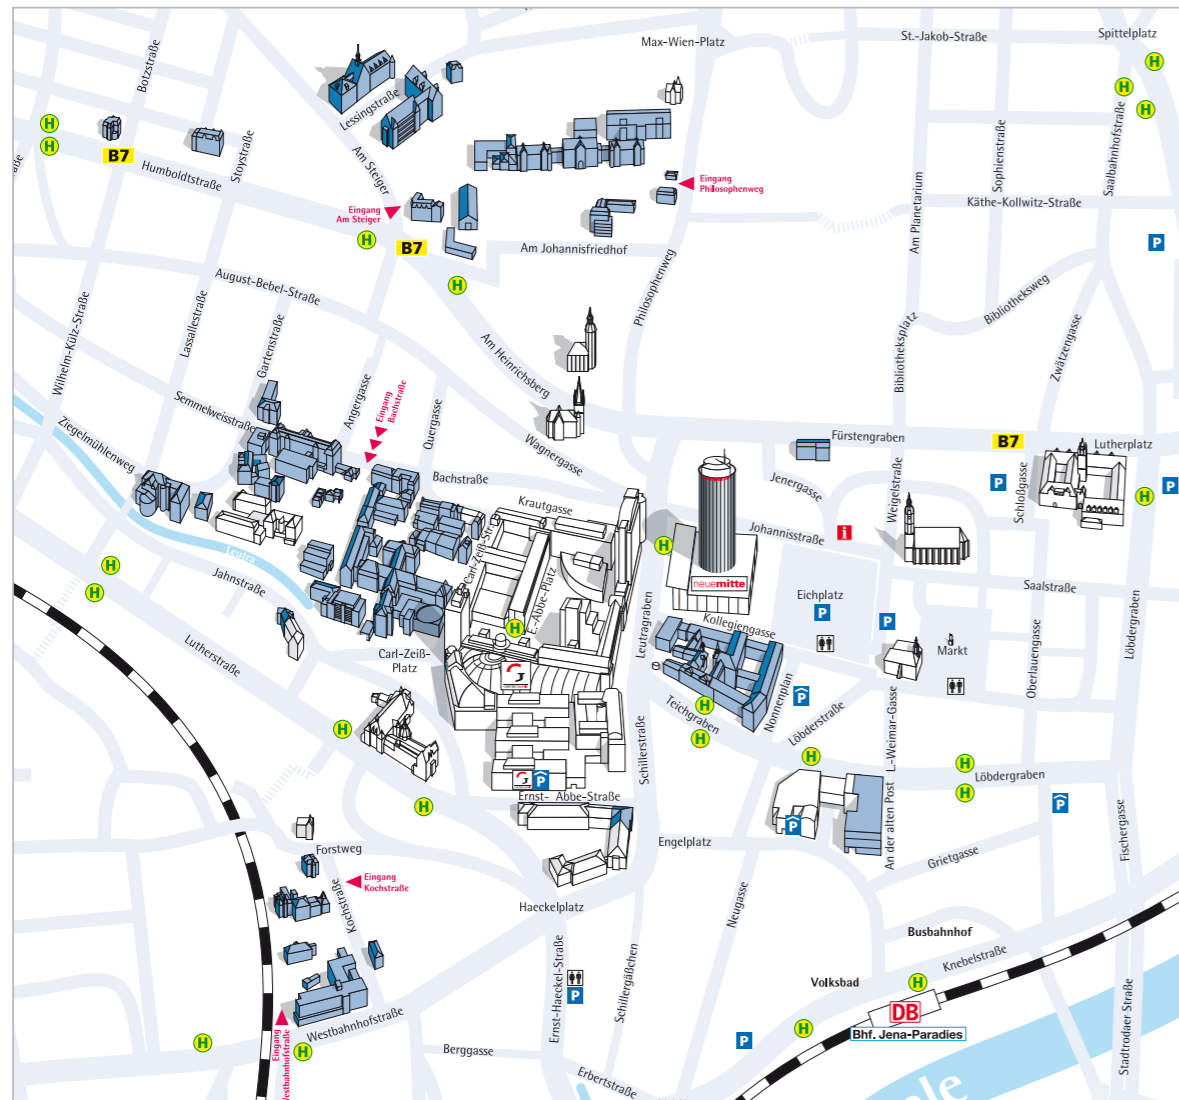 Max-Wien-Platz
St.-Jakob-Straße
Spittelplatz
H
H
H
Botzstraße
Lessingstraße
H
H
B7
Humboldtstraße
Stoystraße
Am Steiger
Eingang
Am Steiger
Eingang
Philosophenweg
Saalbahnhofstraße
Sophienstraße
Käthe-Kollwitz-Straße
Am Planetarium
P
H
B7
Am Johannisfriedhof
H
Philosophenweg
August-Bebel-Straße
Wilhelm-Külz-Straße
Lassallestraße
Gartenstraße
Bibliotheksweg
Bibliotheksplatz
Zwätzengasse
Am Heinrichsberg
Angergasse
Eingang
Bachstraße
Quergasse
Semmelweisstraße
Ziegelmühlenweg
Wagnergasse
Fürstengraben
B7
Lutherplatz
Bachstraße
Jenergasse
Weigelstraße
P
Schloßgasse
P
H
Krautgasse
Johannisstraße
i
Carl-Zeiß-Str.
E.-Abbe-Platz
H
neuemitte
Leutra
Jahnstraße
H
H
Eichplatz
P
Saalstraße
Löbdergraben
H
Kollegiengasse
P
Leutragraben
Markt
Oberlauengasse
Lutherstraße
Carl-Zeiß-
Platz
J
Nonnenplan
P
Teichgraben
H
H
H
Löbderstraße
L.-Weimar-Gasse
H
H
H
Löbdergraben
Schillerstraße
J
P
H
Ernst- Abbe-Straße
P
P
An der alten Post
Fischergasse
Engelplatz
Grietgasse
Forstweg
Kochstraße
Eingang
Kochstraße
Haeckelplatz
Neugasse
Busbahnhof
Knebelstraße
Ernst-Haeckel-Straße
Schillergäßchen
P
Volksbad
H
DB
Bhf. Jena-Paradies
Westbahnhofstraße
Eingang
H
H
Berggasse
P
H
Stadtrodaer Straße
Erbertstraße